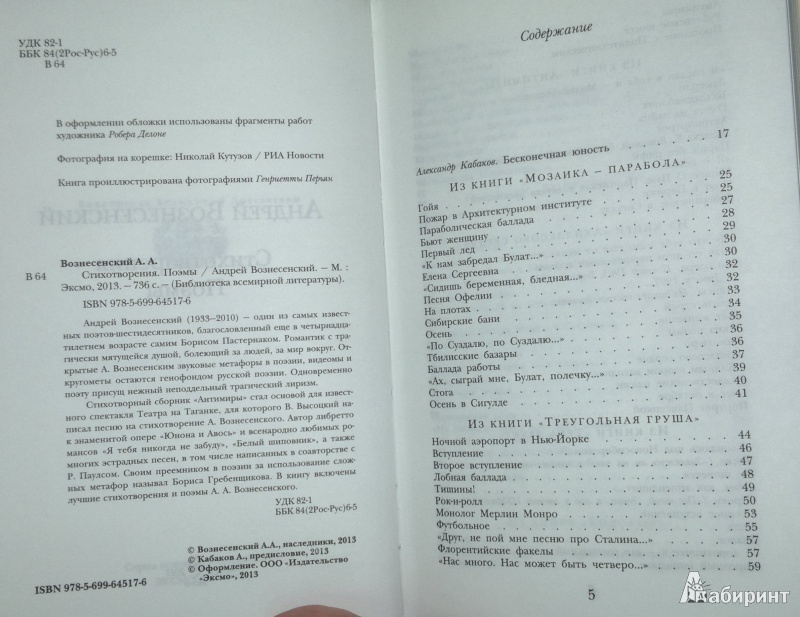 УДК 82-1
ББК 84(2Рос-Рус)6-5
В 64
В оформлении обложки использованы фрагменты работ
художника Робера Делоне
Фотография на корешке: Николай Кутузов / РИА Новости
Книга проиллюстрирована фотографиями Генриетты Перьян
Вознесенский А. А.
В 64 Стихотворения. Поэмы / Андрей Вознесенский. – М. :
Эксмо, 2013. – 736 с. – (Библиотека всемирной литературы).
ISBN 978-5-699-64517-6
Андрей Вознесенский (1933–2010) – один из самых извест-
ных поэтов-шестидесятников, благословленный еще в четырнадца-
тилетнем возрасте самим Борисом Пастернаком. Романтик с тра-
гически мятущейся душой, болеющий за людей, за мир вокруг. От-
крытые А. Вознесенским звуковые метафоры в поэзии, видеомы и
кругометы остаются генофондом русской поэзии. Одновременно
поэту присущ нежный неподдельный трагический лиризм.
Стихотворный сборник «Антимиры» стал основой для извест-
ного спектакля Театра на Таганке, для которого В. Высоцкий на-
писал песню на стихотворение А. Вознесенского. Автор либретто
к знаменитой опере «Юнона и Авось» и всенародно любимых ро-
мансов «Я тебя никогда не забуду», «Белый шиповник», а также
многих эстрадных песен, в том числе написанных в соавторстве с
Р. Паулсом. Своим преемником в поэзии за использование слож-
ных метафор называл Бориса Гребенщикова. В книгу включены
лучшие стихотворения и поэмы А. А. Вознесенского.
УДК 82-1
ББК 84(2Рос-Рус)6-5
© Вознесенский А.А., наследники, 2013
© Кабаков А., предисловие, 2013
© Оформление. ООО «Издательство
«Эксмо», 2013
ISBN 978-5-699-64517-6
Содержание
Александр Кабаков. Бесконечная юность . . . . . . 17
Из книги «Мозаика – Парабола»
Гойя . . . . . . 25
Пожар в Архитектурном институте . . . . . . 25
Параболическая баллада . . . . . . 27
Бьют женщину . . . . . . 28
Первый лед . . . . . . 29
«К нам забредал Булат...» . . . . . . 30
Елена Сергеевна . . . . . . 30
«Сидишь беременная, бледная...» . . . . . . 32
Песня Офелии . . . . . . 32
На плотах . . . . . . 33
Сибирские бани . . . . . . 34
Осень . . . . . . 35
«По Суздалю, по Суздалю...» . . . . . . 36
Тбилисские базары . . . . . . 36
Баллада работы . . . . . . 37
«Ах, сыграй мне, Булат, полечку...» . . . . . . 39
Стога . . . . . . 40
Осень в Сигулде . . . . . . 41
Из книги «Треугольная груша»
Ночной аэропорт в Нью-Йорке . . . . . . 44
Вступление . . . . . . 46
Второе вступление . . . . . . 47
Лобная баллада . . . . . . 48
Тишины! . . . . . . 49
Рок-н-ролл . . . . . . 50
Монолог Мерлин Монро . . . . . . 53
Футбольное . . . . . . 55
«Друг, не пой мне песню про Сталина...» . . . . . . 57
Флорентийские факелы . . . . . . 57
«Нас много. Нас может быть четверо...» . . . . . . 59
5
Лабиринт